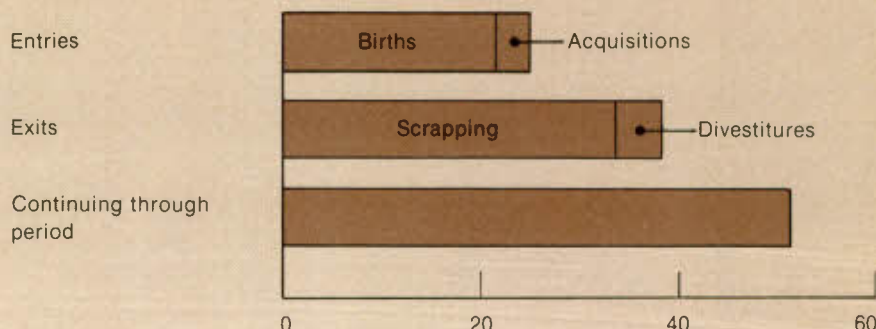 Entries
Births
Acquisitions
Exits
Scrapping
Divestitures
Continuing through
period
0
20
40
60